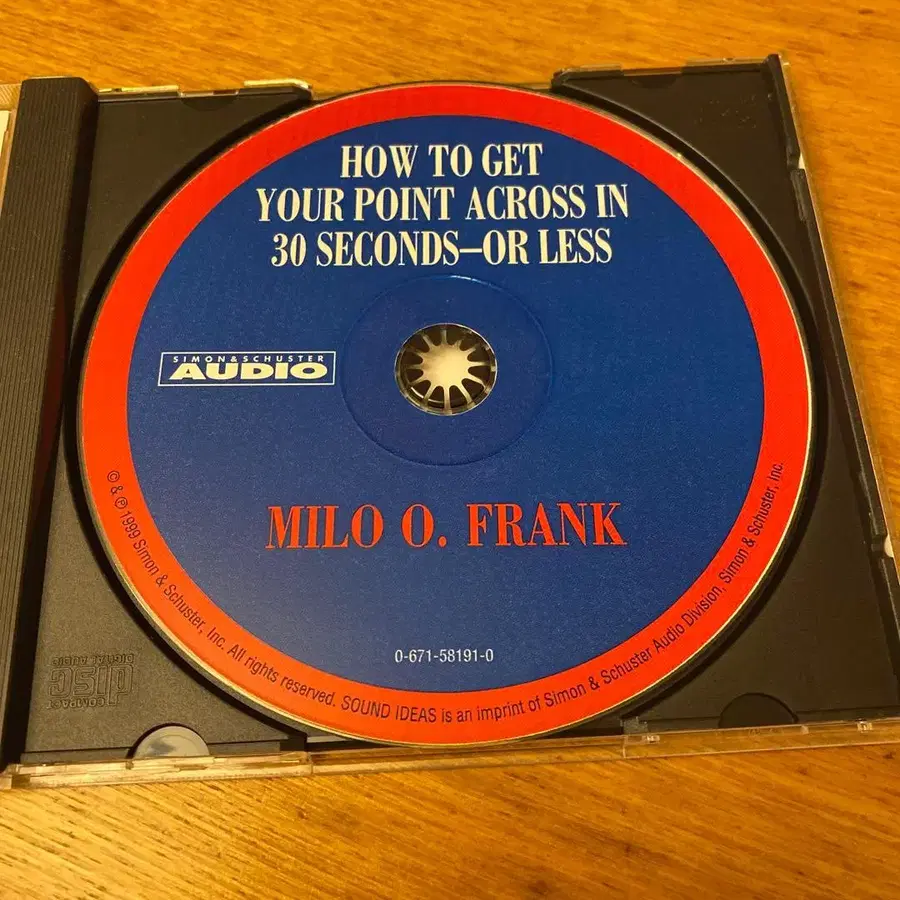 HOW TO GET
YOUR POINT ACROSS IN
30 SECONDS—OR LESS
SIMON & SCHUSTER
AUDIO
MILO O. FRANK
0-671-58191-0
© & ℗ 1999 Simon & Schuster, Inc. All rights reserved. SOUND IDEAS is an imprint of Simon & Schuster Audio Division, Simon & Schuster, Inc.
COMPACT
disc
DIGITAL AUDIO